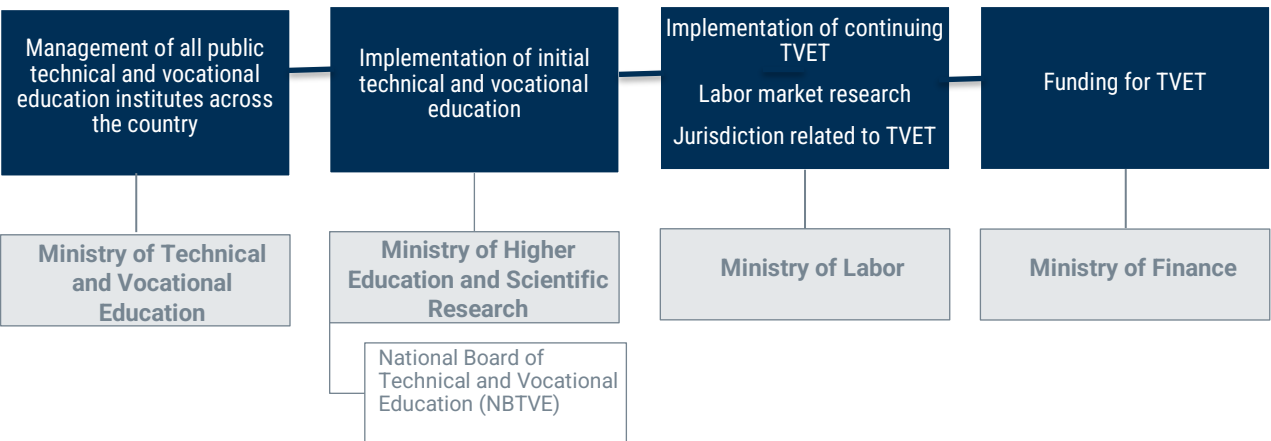 Management of all public
technical and vocational
education institutes across
the country
Implementation of initial
technical and vocational
education
Implementation of continuing
TVET
Labor market research
Jurisdiction related to TVET
Funding for TVET
Ministry of Technical
and Vocational
Education
Ministry of Higher
Education and Scientific
Research
Ministry of Labor
Ministry of Finance
National Board of
Technical and Vocational
Education (NBTVE)